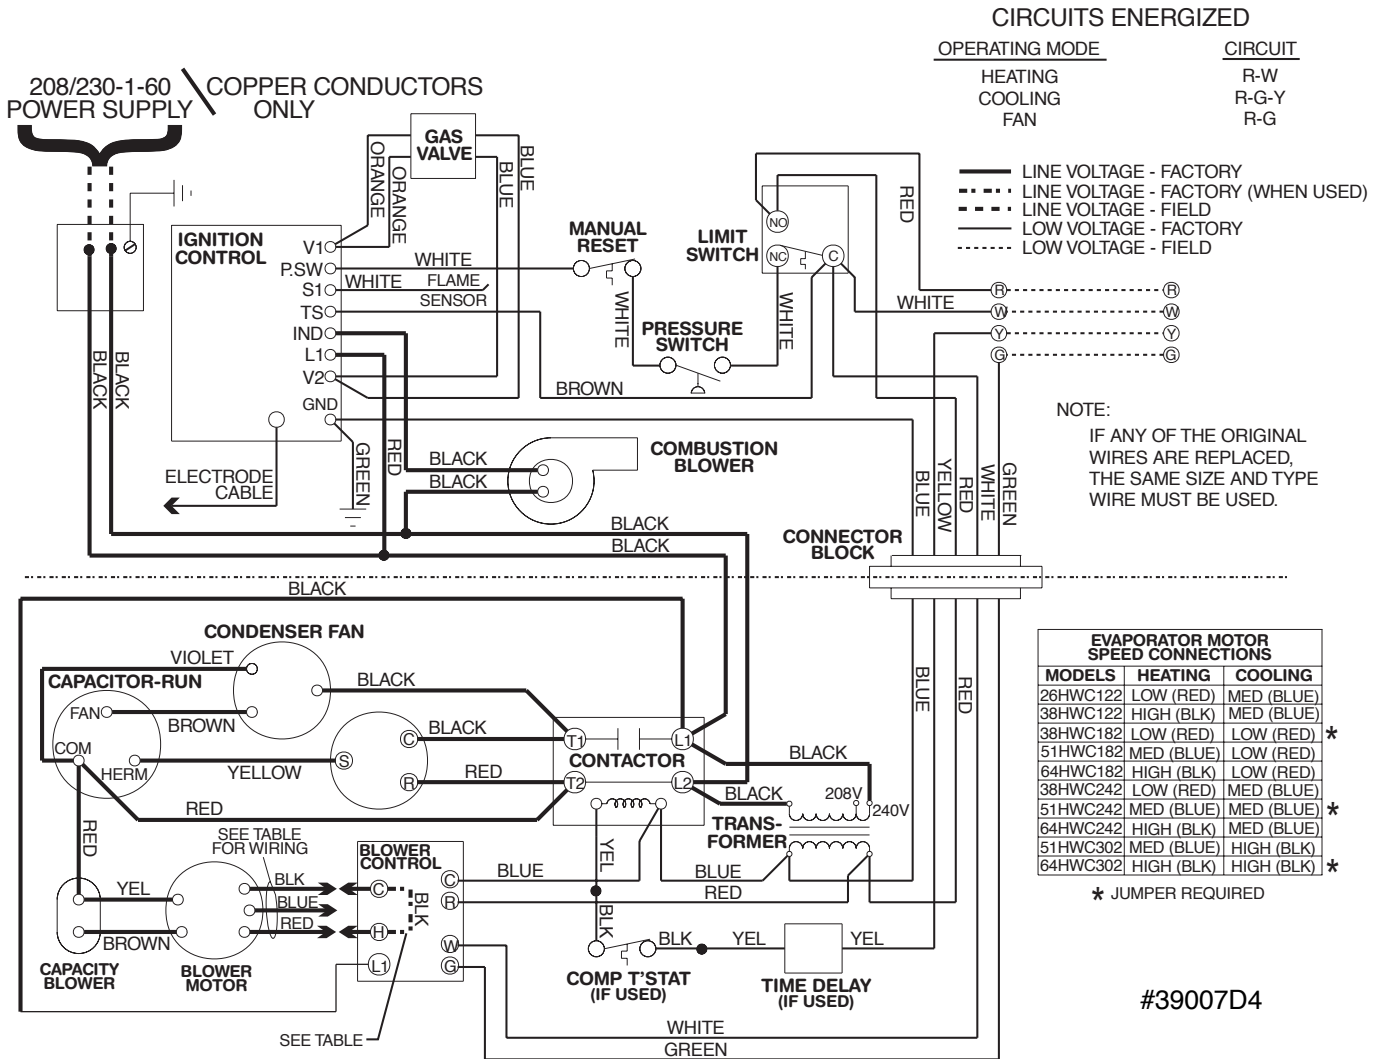 CIRCUITS ENERGIZED
OPERATING MODE CIRCUIT
HEATING R-W
COOLING R-G-Y
FAN R-G
208/230-1-60
POWER SUPPLY
COPPER CONDUCTORS
ONLY
LINE VOLTAGE - FACTORY
LINE VOLTAGE - FACTORY (WHEN USED)
LINE VOLTAGE - FIELD
LOW VOLTAGE - FACTORY
LOW VOLTAGE - FIELD
GAS
VALVE
ORANGE
ORANGE
BLUE
BLUE
IGNITION
CONTROL
V1
P.SW
S1
TS
IND
L1
V2
GND
WHITE
WHITE
FLAME
SENSOR
MANUAL
RESET
WHITE
PRESSURE
SWITCH
WHITE
LIMIT
SWITCH
NO
NC
C
RED
WHITE
R
W
Y
G
R
W
Y
G
BROWN
BLACK
BLACK
ELECTRODE
CABLE
GREEN
RED
BLACK
BLACK
COMBUSTION
BLOWER
BLACK
BLACK
NOTE:
IF ANY OF THE ORIGINAL
WIRES ARE REPLACED,
THE SAME SIZE AND TYPE
WIRE MUST BE USED.
BLUE
YELLOW
RED
WHITE
GREEN
CONNECTOR
BLOCK
BLACK
CONDENSER FAN
VIOLET
CAPACITOR-RUN
FAN
BROWN
COM
HERM
YELLOW
S
C
R
BLACK
BLACK
RED
RED
T1
L1
CONTACTOR
T2
L2
BLACK
BLACK
208V
240V
TRANS-
FORMER
BLUE
RED
RED
SEE TABLE
FOR WIRING
BLOWER
CONTROL
YEL
BROWN
CAPACITY
BLOWER
BLOWER
MOTOR
BLK
BLUE
RED
C
H
L1
BLK
C
R
W
G
BLUE
YEL
BLUE
RED
BLK
BLK
YEL
YEL
COMP T'STAT
(IF USED)
TIME DELAY
(IF USED)
SEE TABLE
WHITE
GREEN
EVAPORATOR MOTOR
SPEED CONNECTIONS
MODELS HEATING COOLING
26HWC122 LOW (RED) MED (BLUE)
38HWC122 HIGH (BLK) MED (BLUE)
38HWC182 LOW (RED) LOW (RED) *
51HWC182 MED (BLUE) LOW (RED)
64HWC182 HIGH (BLK) LOW (RED)
38HWC242 LOW (RED) MED (BLUE)
51HWC242 MED (BLUE) MED (BLUE) *
64HWC242 HIGH (BLK) MED (BLUE)
51HWC302 MED (BLUE) HIGH (BLK)
64HWC302 HIGH (BLK) HIGH (BLK) *
* JUMPER REQUIRED
#39007D4